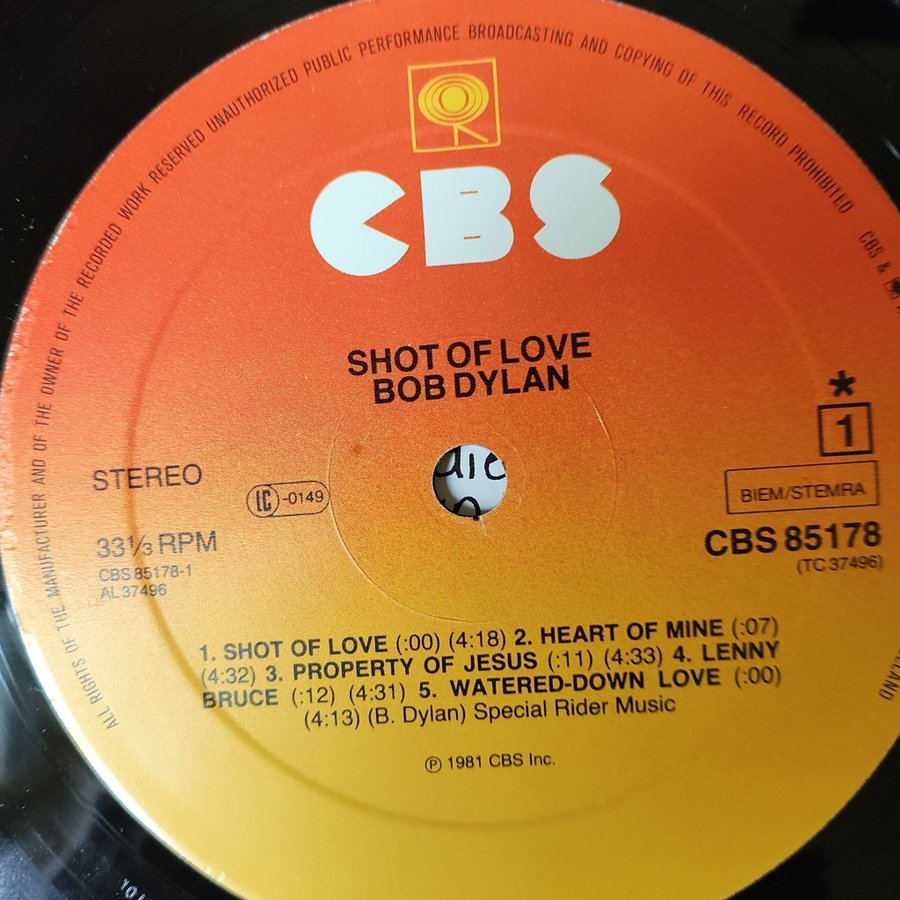 ALL RIGHTS OF THE MANUFACTURER AND OF THE OWNER OF THE RECORDED WORK RESERVED UNAUTHORIZED PUBLIC PERFORMANCE BROADCASTING AND COPYING OF THIS RECORD PROHIBITED
CBS &
CBS
SHOT OF LOVE
BOB DYLAN
STEREO
LC-0149
33⅓ RPM
CBS 85178-1
AL 37496
*
1
BIEM/STEMRA
CBS 85178
(TC 37496)
1. SHOT OF LOVE (:00) (4:18) 2. HEART OF MINE (:07)
(4:32) 3. PROPERTY OF JESUS (:11) (4:33) 4. LENNY
BRUCE (:12) (4:31) 5. WATERED-DOWN LOVE (:00)
(4:13) (B. Dylan) Special Rider Music
℗ 1981 CBS Inc.